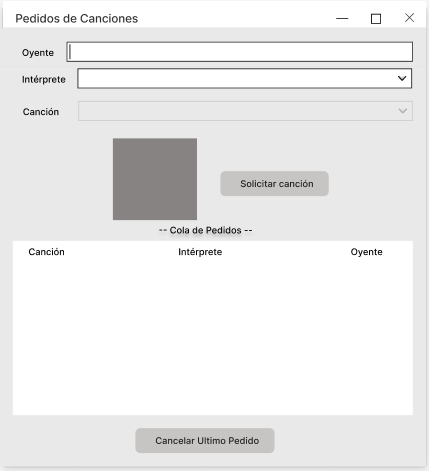 Pedidos de Canciones
Oyente
Intérprete
Canción
Solicitar canción
-- Cola de Pedidos --
Canción Intérprete Oyente
Cancelar Ultimo Pedido